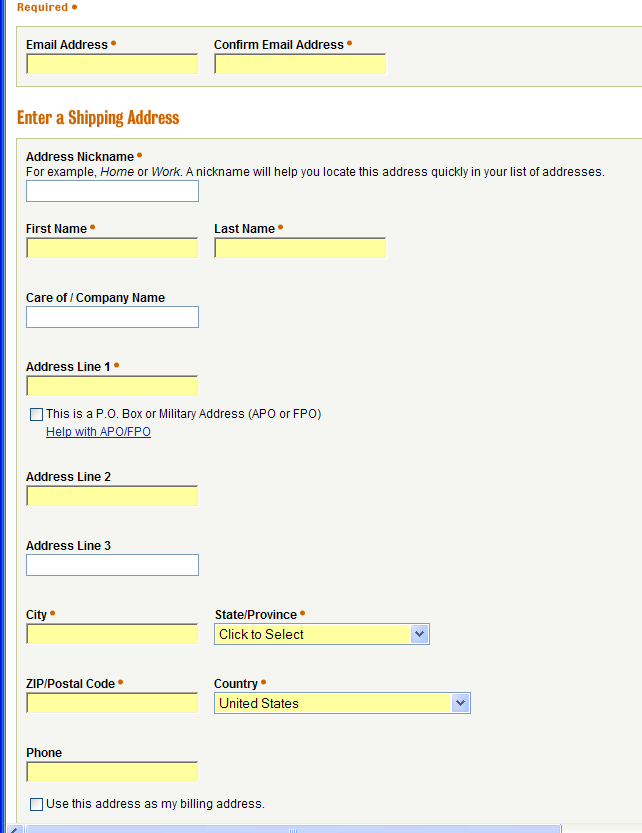 Required •
Email Address • Confirm Email Address •
Enter a Shipping Address
Address Nickname •
For example, Home or Work. A nickname will help you locate this address quickly in your list of addresses.
First Name • Last Name •
Care of / Company Name
Address Line 1 •
This is a P.O. Box or Military Address (APO or FPO)
Help with APO/FPO
Address Line 2
Address Line 3
City • State/Province •
Click to Select
ZIP/Postal Code • Country •
United States
Phone
Use this address as my billing address.